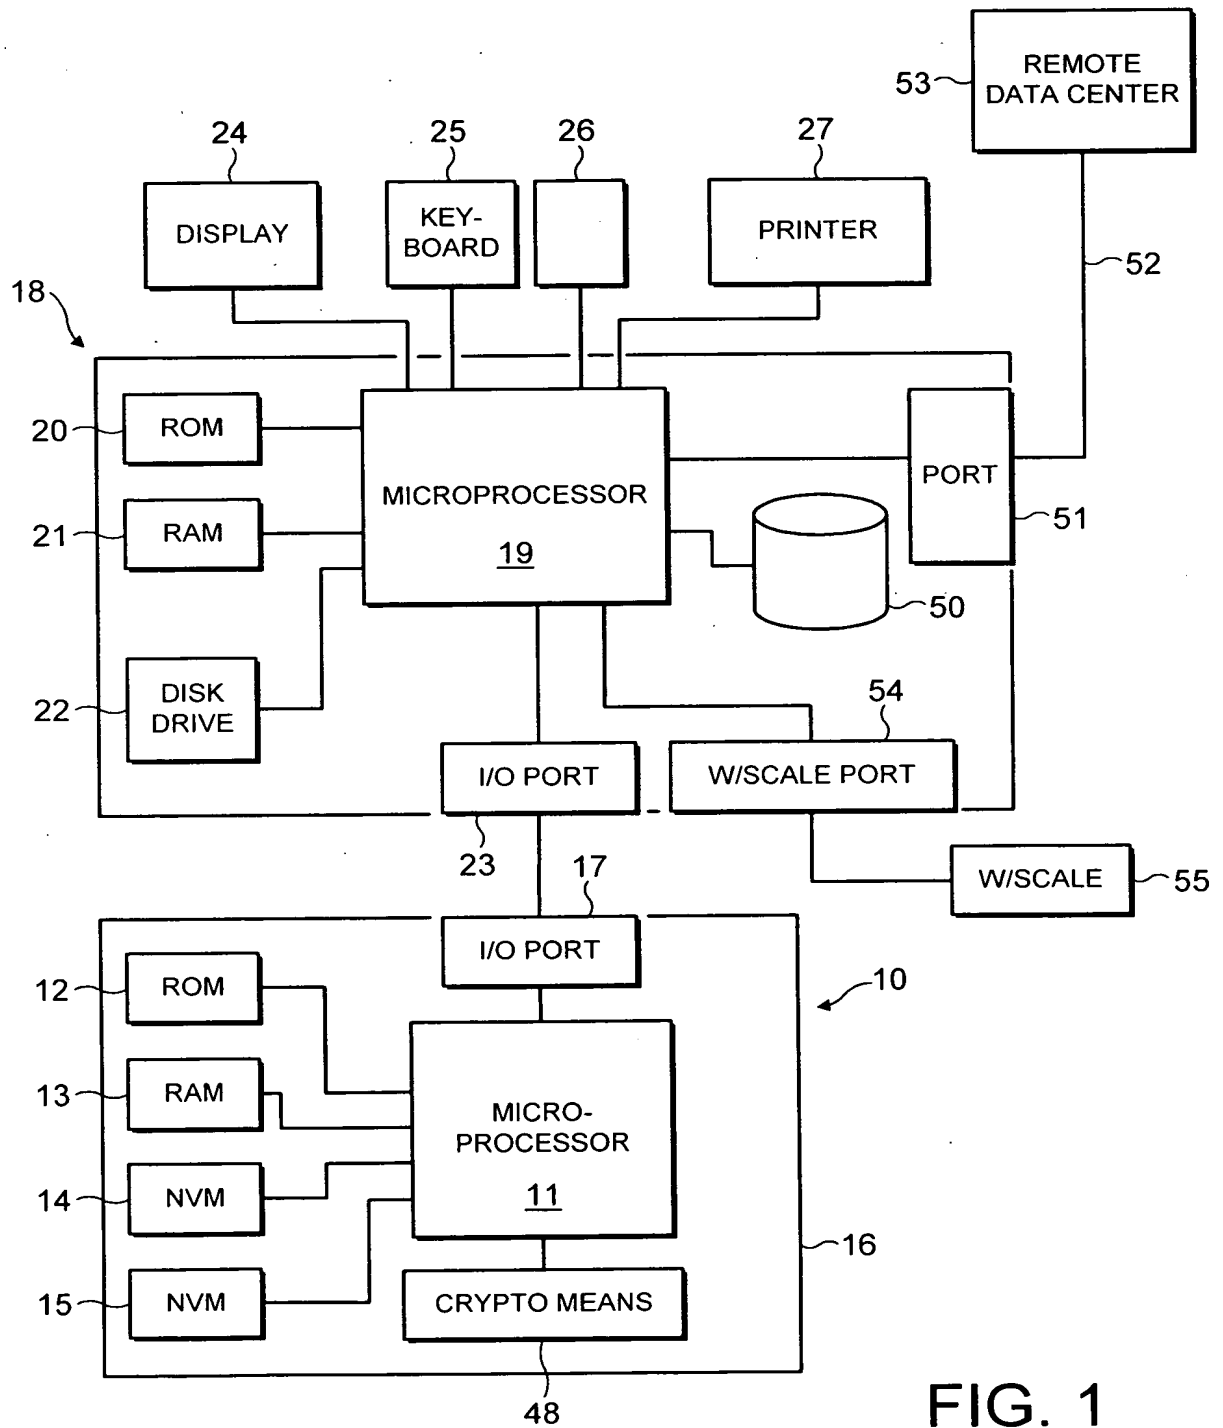 53
REMOTE
DATA CENTER
24
25
26
27
DISPLAY
KEY-
BOARD
PRINTER
52
18
20
ROM
MICROPROCESSOR
19
PORT
51
21
RAM
50
22
DISK
DRIVE
54
I/O PORT
W/SCALE PORT
23
17
W/SCALE
55
I/O PORT
12
ROM
10
13
RAM
MICRO-
PROCESSOR
11
14
NVM
16
15
NVM
CRYPTO MEANS
48
FIG. 1